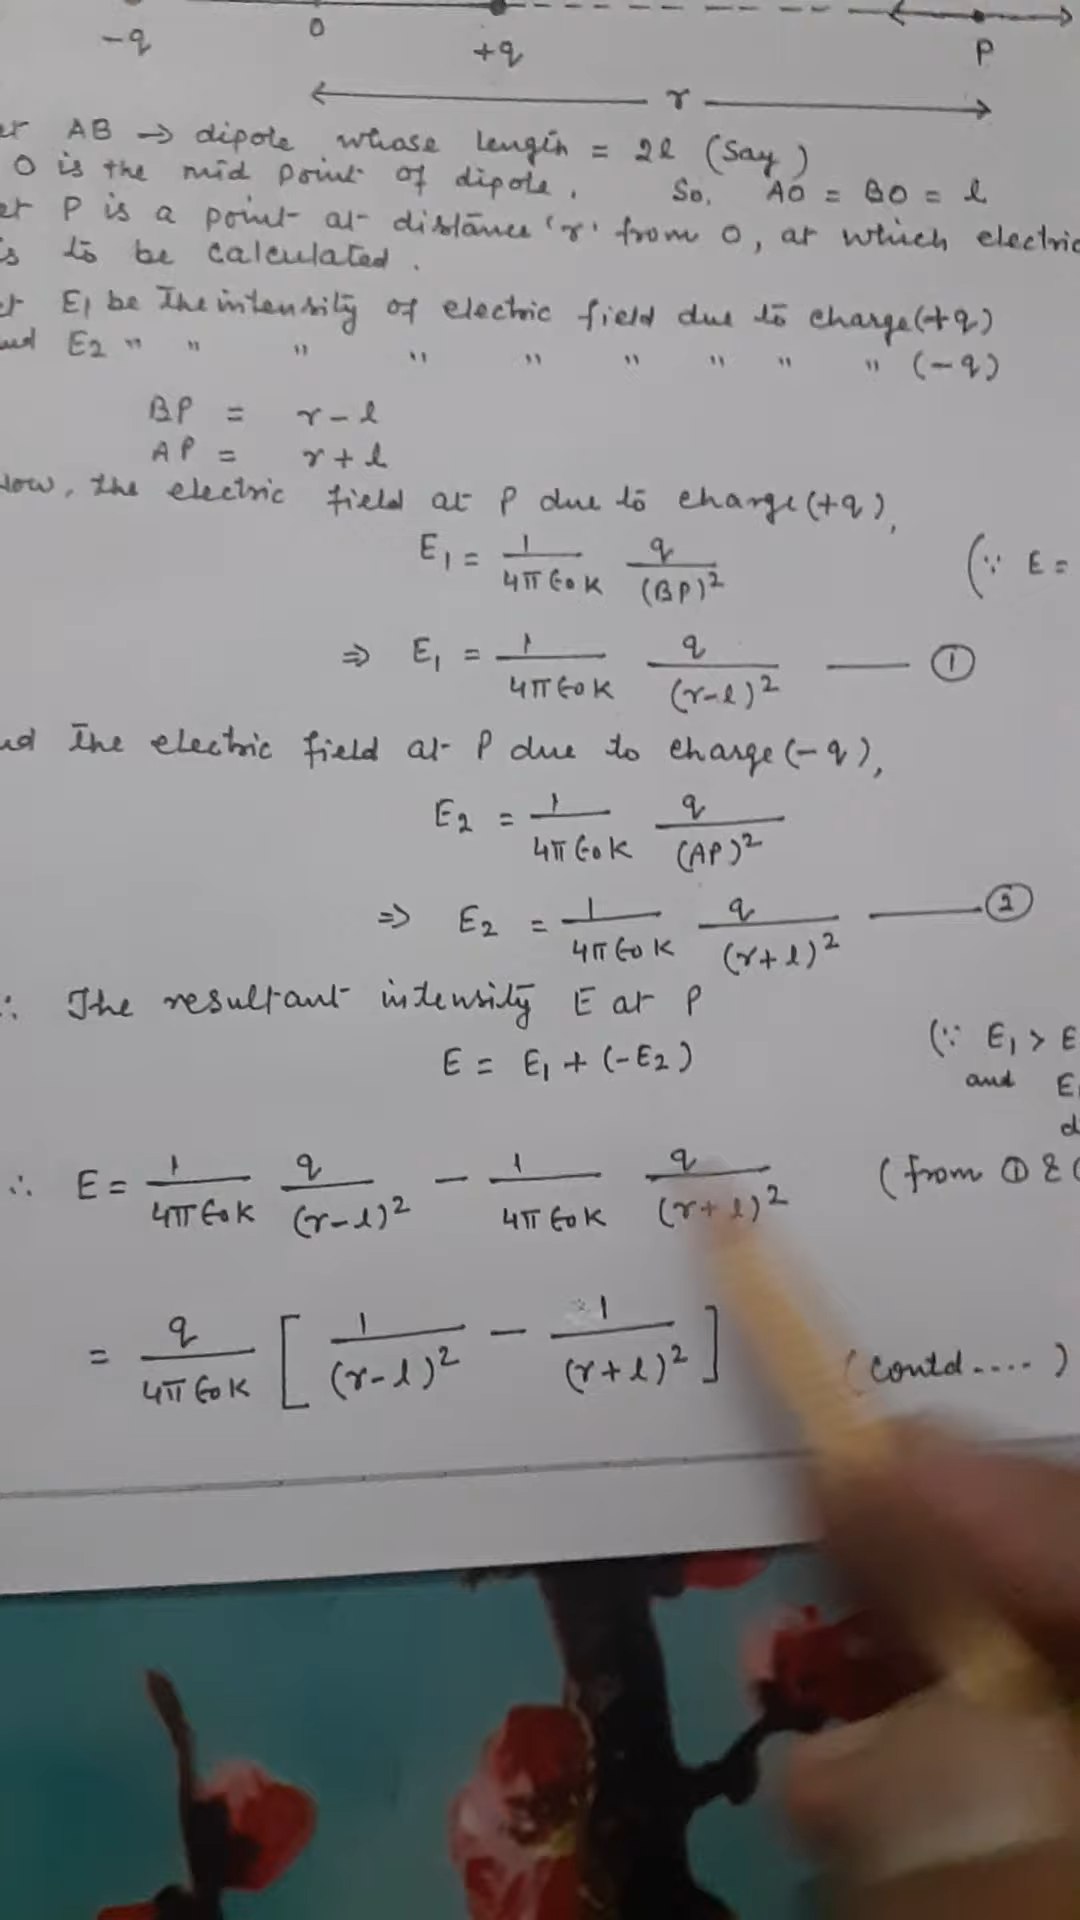 -q O +q P
r
AB → dipole whose length = 2l (Say)
O is the mid point of dipole. So, AO = BO = l
P is a point at distance 'r' from O, at which electric
to be calculated.
E₁ be the intensity of electric field due to charge (+q)
E₂ " " " " " " " " " (-q)
BP = r-l
AP = r+l
the electric field at P due to charge (+q),
E₁ = 1/4πϵ₀K q/(BP)² (∵ E =
⇒ E₁ = 1/4πϵ₀K q/(r-l)² —— ①
the electric field at P due to charge (-q),
E₂ = 1/4πϵ₀K q/(AP)²
⇒ E₂ = 1/4πϵ₀K q/(r+l)² —— ②
∴ The resultant intensity E at P
(∵ E₁ > E
E = E₁ + (-E₂)
and E
∴ E = 1/4πϵ₀K q/(r-l)² - 1/4πϵ₀K q/(r+l)² (from ① &
= q/4πϵ₀K [ 1/(r-l)² - 1/(r+l)² ] (contd....)